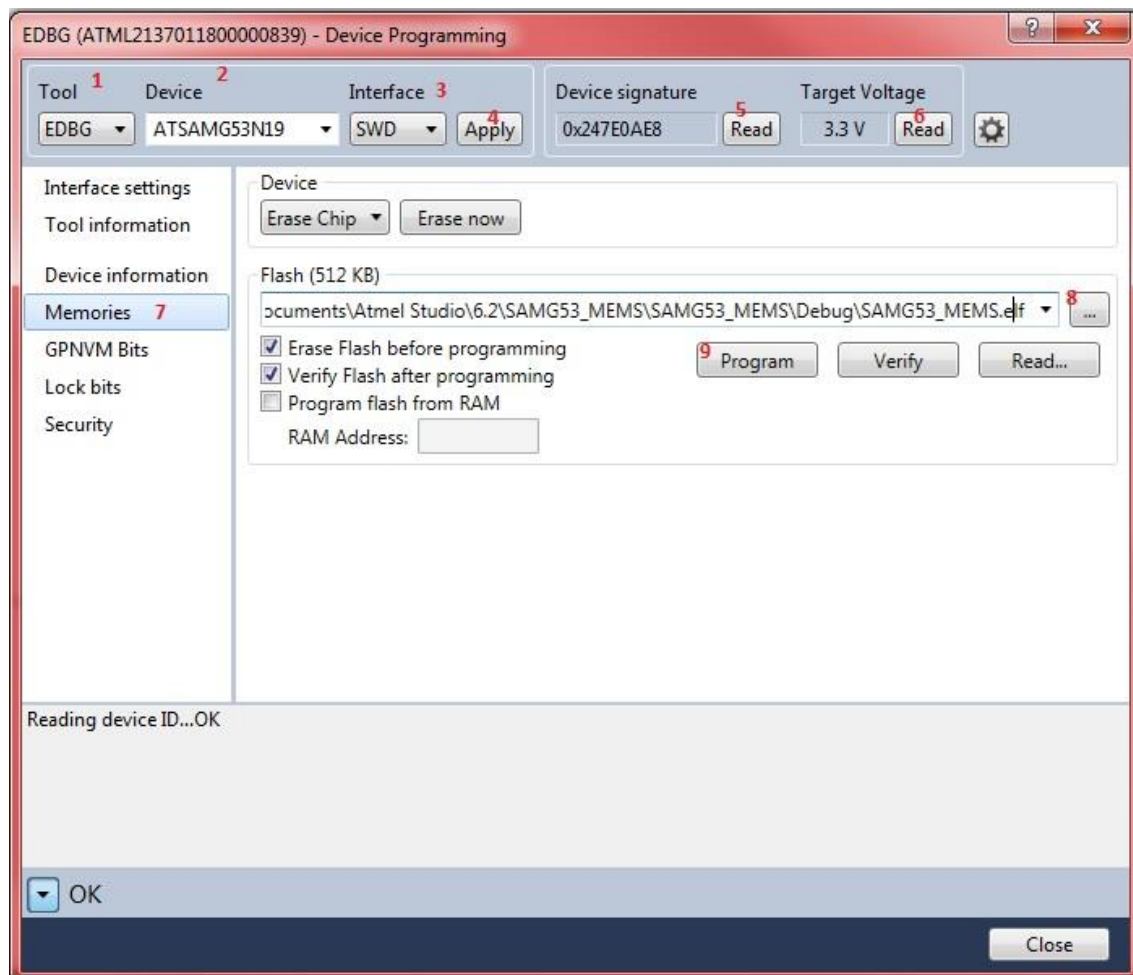 EDBG (ATML2137011800000839) - Device Programming
Tool 1 Device 2 Interface 3 Device signature Target Voltage
EDBG ATSAMG53N19 SWD 4 Apply 0x247E0AE8 5 Read 3.3 V 6 Read
Interface settings
Tool information
Device information
Memories 7
GPNVM Bits
Lock bits
Security
Device
Erase Chip Erase now
Flash (512 KB)
ocuments\Atmel Studio\6.2\SAMG53_MEMS\SAMG53_MEMS\Debug\SAMG53_MEMS.elf 8 ...
Erase Flash before programming
Verify Flash after programming
Program flash from RAM
RAM Address:
9 Program Verify Read...
Reading device ID...OK
OK
Close